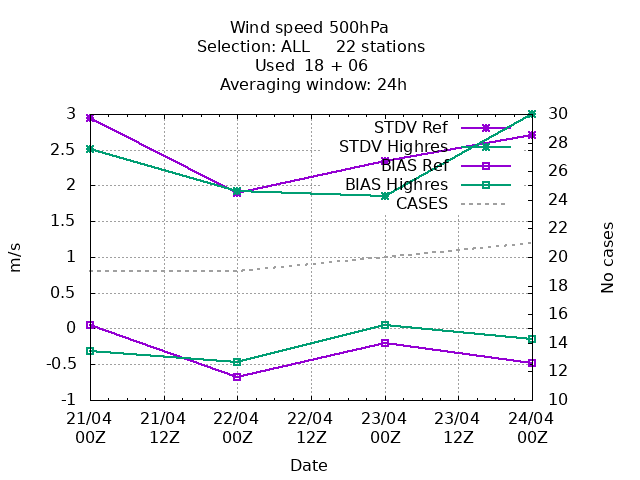 Wind speed 500hPa
Selection: ALL     22 stations
Used  18 + 06
Averaging window: 24h
3
2.5
2
1.5
1
0.5
0
-0.5
-1
m/s
30
28
26
24
22
20
18
16
14
12
10
No cases
STDV Ref
STDV Highres
BIAS Ref
BIAS Highres
CASES
21/04 21/04 22/04 22/04 23/04 23/04 24/04
00Z 12Z 00Z 12Z 00Z 12Z 00Z
Date